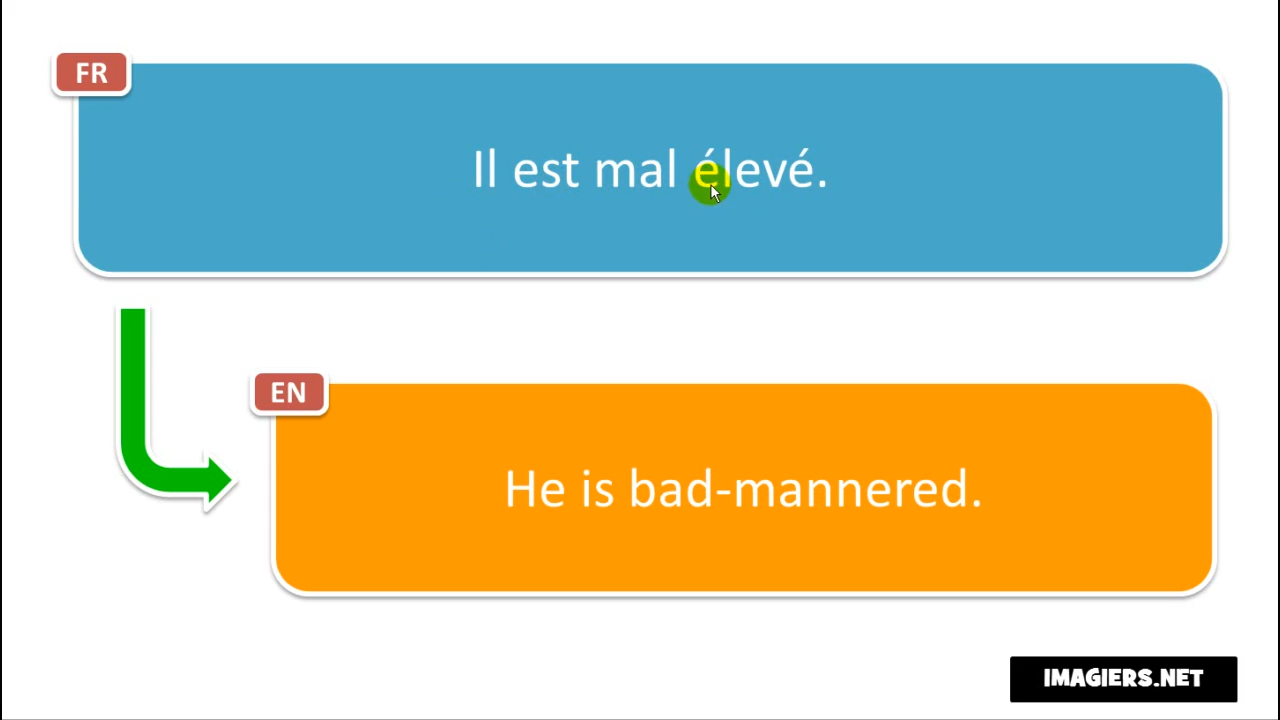 FR
Il est mal élevé.
EN
He is bad-mannered.
IMAGIERS.NET